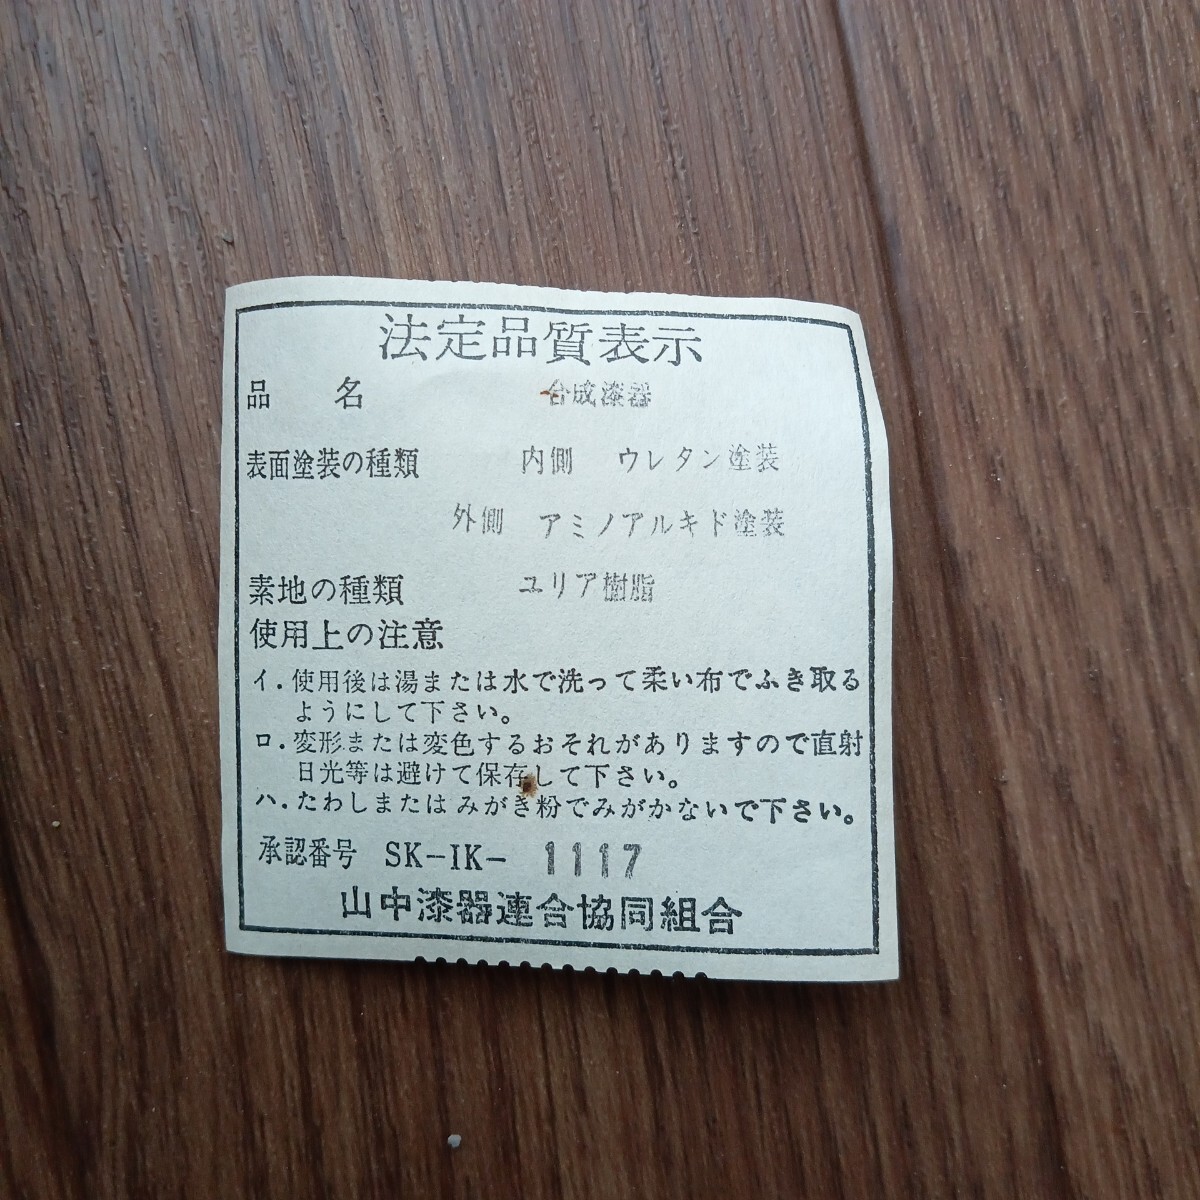 法定品質表示
品 名 合成漆器
表面塗装の種類 内側 ウレタン塗装
外側 アミノアルキド塗装
素地の種類 ユリア樹脂
使用上の注意
イ.使用後は湯または水で洗って柔い布でふき取る
ようにして下さい。
ロ.変形または変色するおそれがありますので直射
日光等は避けて保存して下さい。
ハ.たわしまたはみがき粉でみがかないで下さい。
承認番号 SK-IK- 1117
山中漆器連合協同組合